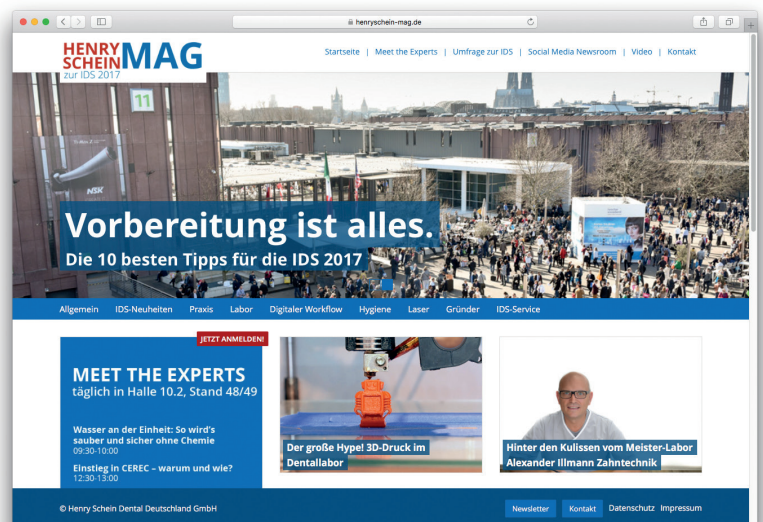 henryschein-mag.de
HENRY
SCHEIN MAG
zur IDS 2017
Startseite | Meet the Experts | Umfrage zur IDS | Social Media Newsroom | Video | Kontakt
11
NSK
Vorbereitung ist alles.
Die 10 besten Tipps für die IDS 2017
Allgemein IDS-Neuheiten Praxis Labor Digitaler Workflow Hygiene Laser Gründer IDS-Service
JETZT ANMELDEN!
MEET THE EXPERTS
täglich in Halle 10.2, Stand 48/49
Wasser an der Einheit: So wird's
sauber und sicher ohne Chemie
09:30-10:00
Einstieg in CEREC – warum und wie?
12:30-13:00
Der große Hype! 3D-Druck im
Dentallabor
Hinter den Kulissen vom Meister-Labor
Alexander Illmann Zahntechnik
© Henry Schein Dental Deutschland GmbH
Newsletter Kontakt Datenschutz Impressum